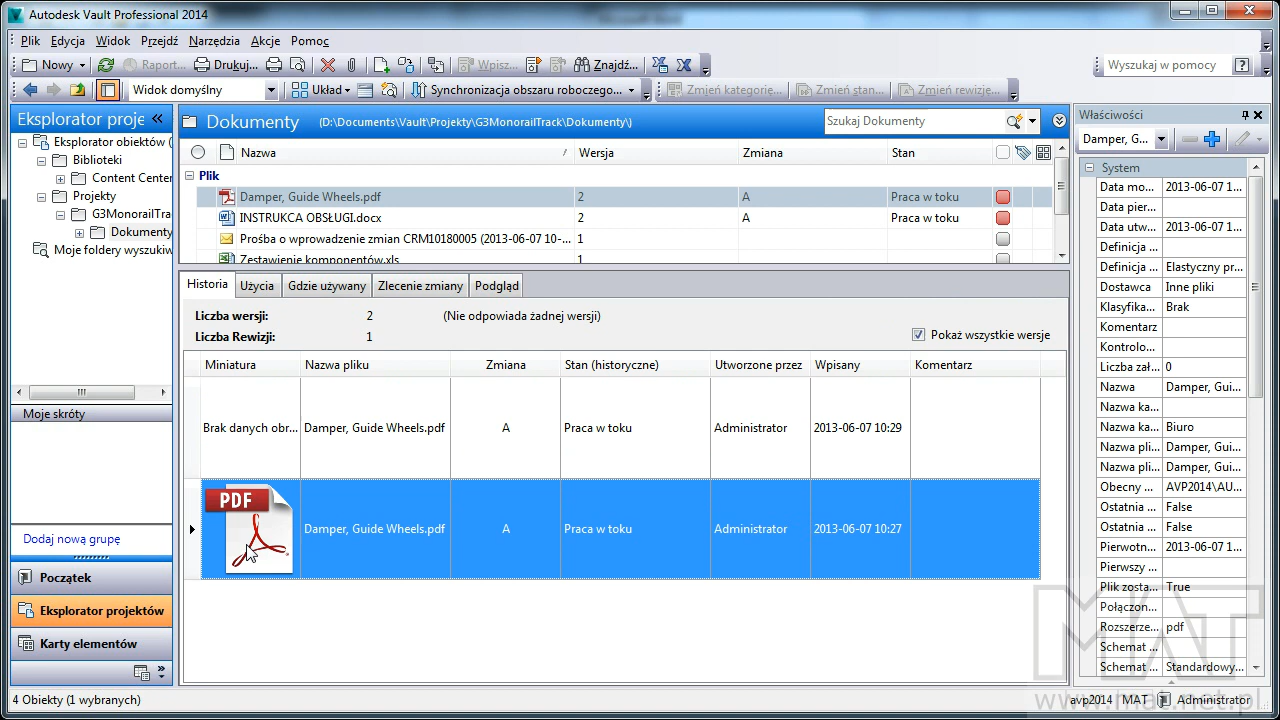 Autodesk Vault Professional 2014
Plik Edycja Widok Przejdź Narzędzia Akcje Pomoc
Nowy Raport... Drukuj... Wpisz... Znajdź... Wyszukaj w pomocy
Widok domyślny Układ Synchronizacja obszaru roboczego... Zmień kategorię... Zmień stan... Zmień rewizję...
Eksplorator proje
Eksplorator obiektów (
Biblioteki
Content Center
Projekty
G3MonorailTra
Dokumenty
Moje foldery wyszukiw
Moje skróty
Dodaj nową grupę
Początek
Eksplorator projektów
Karty elementów
Dokumenty (D:\Documents\Vault\Projekty\G3MonorailTrack\Dokumenty\) Szukaj Dokumenty
Nazwa Wersja Zmiana Stan
Plik
Damper, Guide Wheels.pdf 2 A Praca w toku
INSTRUKCA OBSŁUGI.docx 2 A Praca w toku
Prośba o wprowadzenie zmian CRM10180005 (2013-06-07 10-... 1
Zestawienie komponentów.xls 1
Historia Użycia Gdzie używany Zlecenie zmiany Podgląd
Liczba wersji: 2 (Nie odpowiada żadnej wersji)
Liczba Rewizji: 1 Pokaż wszystkie wersje
Miniatura Nazwa pliku Zmiana Stan (historyczne) Utworzone przez Wpisany Komentarz
Brak danych obr... Damper, Guide Wheels.pdf A Praca w toku Administrator 2013-06-07 10:29
PDF
Damper, Guide Wheels.pdf A Praca w toku Administrator 2013-06-07 10:27
Właściwości
Damper, G...
System
Data mo... 2013-06-07 1...
Data pier...
Data utw... 2013-06-07 1...
Definicja ...
Definicja ... Elastyczny pr...
Dostawca Inne pliki
Klasyfika... Brak
Komentarz
Kontrolo...
Liczba zał... 0
Nazwa Damper, Gui...
Nazwa ka...
Nazwa ka... Biuro
Nazwa pli... Damper, Gui...
Nazwa pli... Damper, Gui...
Obecny ... AVP2014\AU...
Ostatnia ... False
Ostatnia ... False
Pierwotn... 2013-06-07 1...
Pierwszy ...
Plik zosta... True
Połączon...
Rozszerze... pdf
Schemat ...
Schemat ... Standardowy...
MAT
www.mat.net.pl
4 Obiekty (1 wybranych) avp2014 MAT Administrator